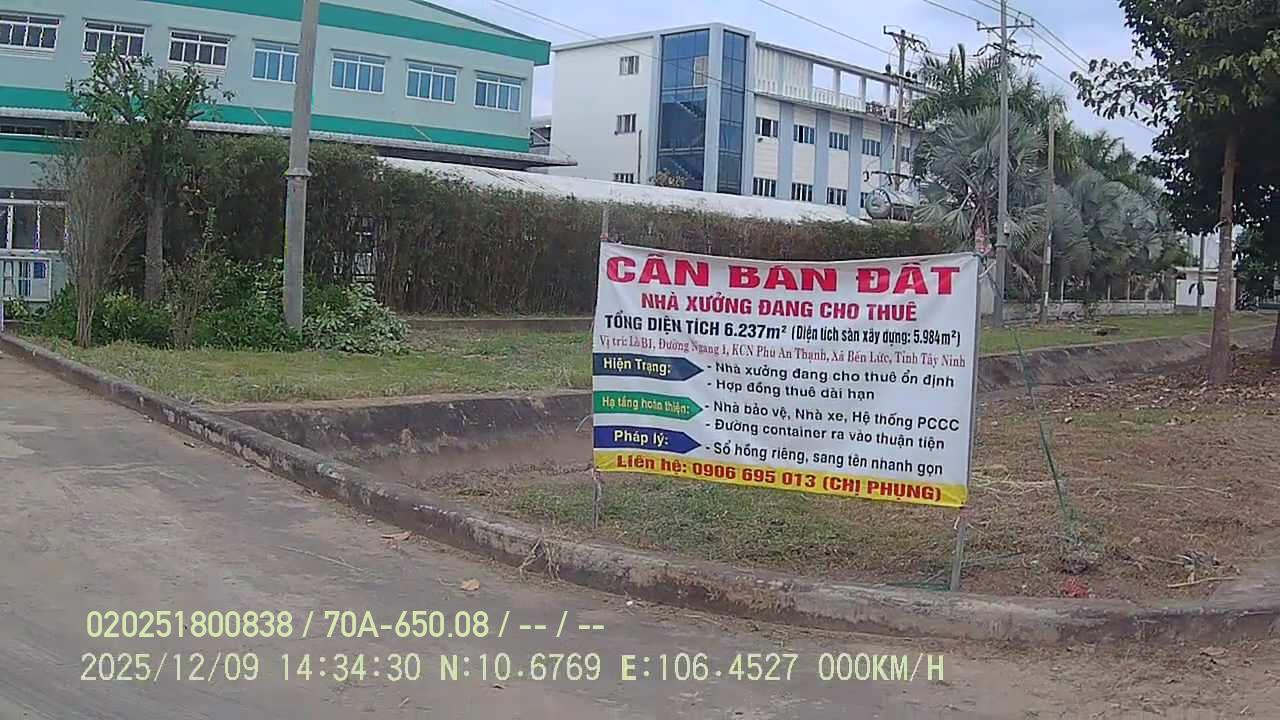 CẦN BÁN ĐẤT
NHÀ XƯỞNG ĐANG CHO THUÊ
TỔNG DIỆN TÍCH 6.237m² (Diện tích sàn xây dựng: 5.984m²)
Vị trí: Lô B1, Đường Ngang 1, KCN Phú An Thạnh, Xã Bến Lức, Tỉnh Tây Ninh
Hiện Trạng:
- Nhà xưởng đang cho thuê ổn định
- Hợp đồng thuê dài hạn
Hạ tầng hoàn thiện:
- Nhà bảo vệ, Nhà xe, Hệ thống PCCC
- Đường container ra vào thuận tiện
Pháp lý:
- Sổ hồng riêng, sang tên nhanh gọn
Liên hệ: 0906 695 013 (CHỊ PHỤNG)
020251800838 / 70A-650.08 / -- / --
2025/12/09 14:34:30 N:10.6769 E:106.4527 000KM/H